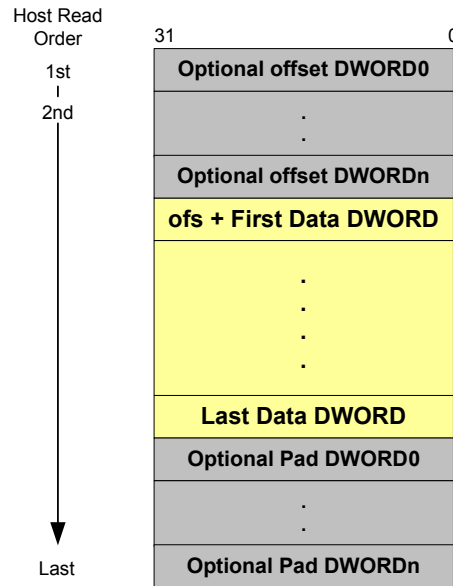 Host Read
Order
31 0
1st
Optional offset DWORD0
2nd
.
.
Optional offset DWORDn
ofs + First Data DWORD
.
.
.
.
Last Data DWORD
Optional Pad DWORD0
.
.
Last
Optional Pad DWORDn